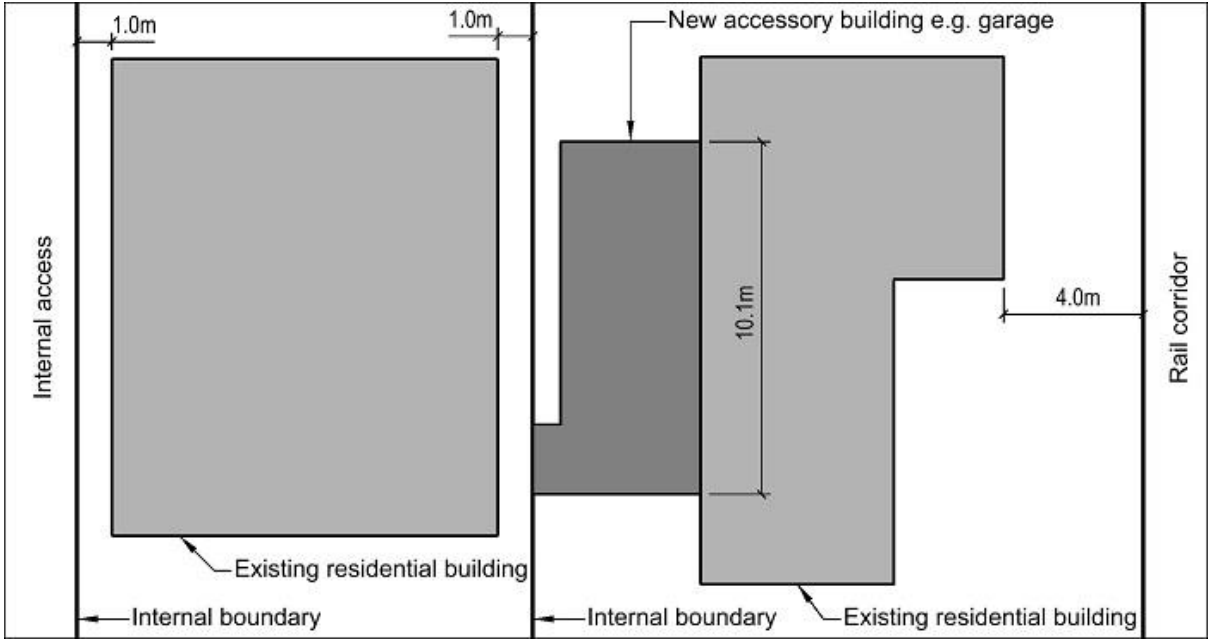 1.0m
1.0m
New accessory building e.g. garage
Internal access
10.1m
4.0m
Rail corridor
Existing residential building
Internal boundary
Internal boundary
Existing residential building